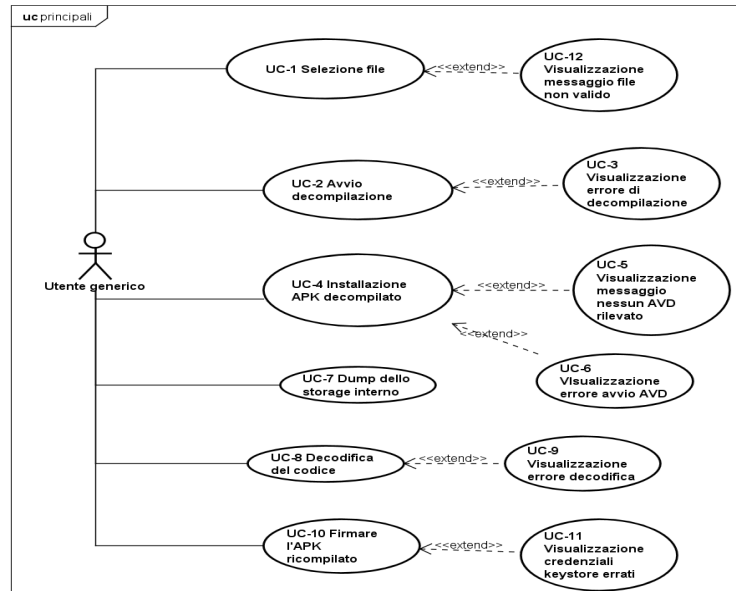 uc principali
UC-1 Selezione file
<<extend>>
UC-12
Visualizzazione
messaggio file
non valido
UC-2 Avvio
decompilazione
<<extend>>
UC-3
Visualizzazione
errore di
decompilazione
Utente generico
UC-4 Installazione
APK decompilato
<<extend>>
UC-5
Visualizzazione
messaggio
nessun AVD
rilevato
<<extend>>
UC-6
VIsualizzazione
errore avvio AVD
UC-7 Dump dello
storage interno
UC-8 Decodifica
del codice
<<extend>>
UC-9
Visualizzazione
errore decodifica
UC-10 Firmare
l'APK
ricompilato
<<extend>>
UC-11
Visualizzazione
credenziali
keystore errati